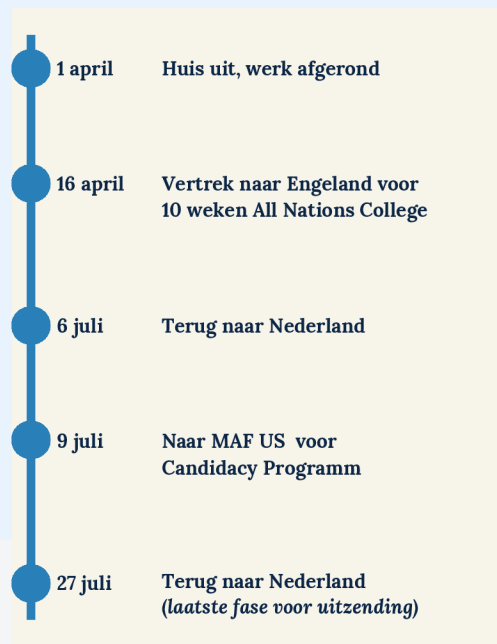 1 april Huis uit, werk afgerond
16 april Vertrek naar Engeland voor
10 weken All Nations College
6 juli Terug naar Nederland
9 juli Naar MAF US voor
Candidacy Programm
27 juli Terug naar Nederland
(laatste fase voor uitzending)